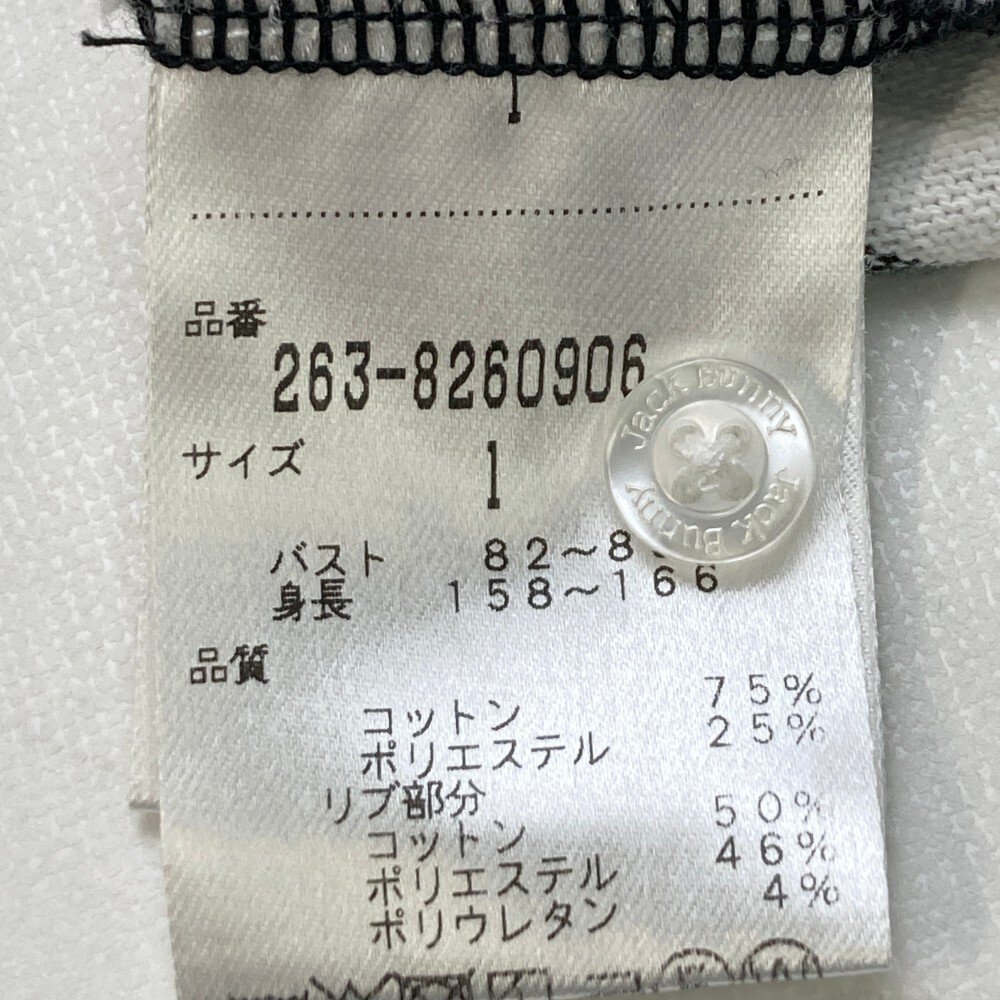 品番
263-8260906
サイズ 1
バスト 82～8
身長 158～166
品質
コットン 75%
ポリエステル 25%
リブ部分
コットン 50%
ポリエステル 46%
ポリウレタン 4%
Jack Bunny
Jack Bunny